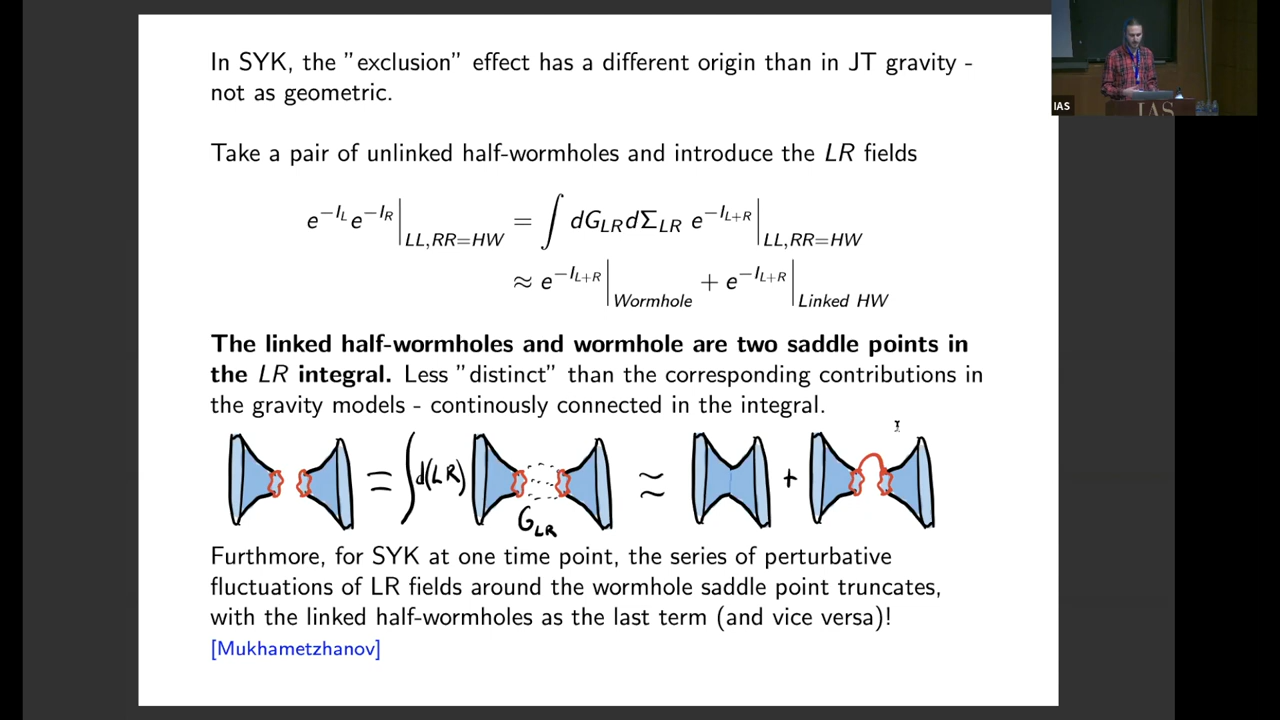 In SYK, the "exclusion" effect has a different origin than in JT gravity -
not as geometric.
Take a pair of unlinked half-wormholes and introduce the LR fields
e^{-I_L} e^{-I_R}|_{LL,RR=HW} = ∫ dG_{LR} dΣ_{LR} e^{-I_{L+R}}|_{LL,RR=HW}
≈ e^{-I_{L+R}}|_{Wormhole} + e^{-I_{L+R}}|_{Linked HW}
The linked half-wormholes and wormhole are two saddle points in
the LR integral. Less "distinct" than the corresponding contributions in
the gravity models - continously connected in the integral.
= ∫d(LR) G_{LR} ≈ +
Furthmore, for SYK at one time point, the series of perturbative
fluctuations of LR fields around the wormhole saddle point truncates,
with the linked half-wormholes as the last term (and vice versa)!
[Mukhametzhanov]
IAS
IAS